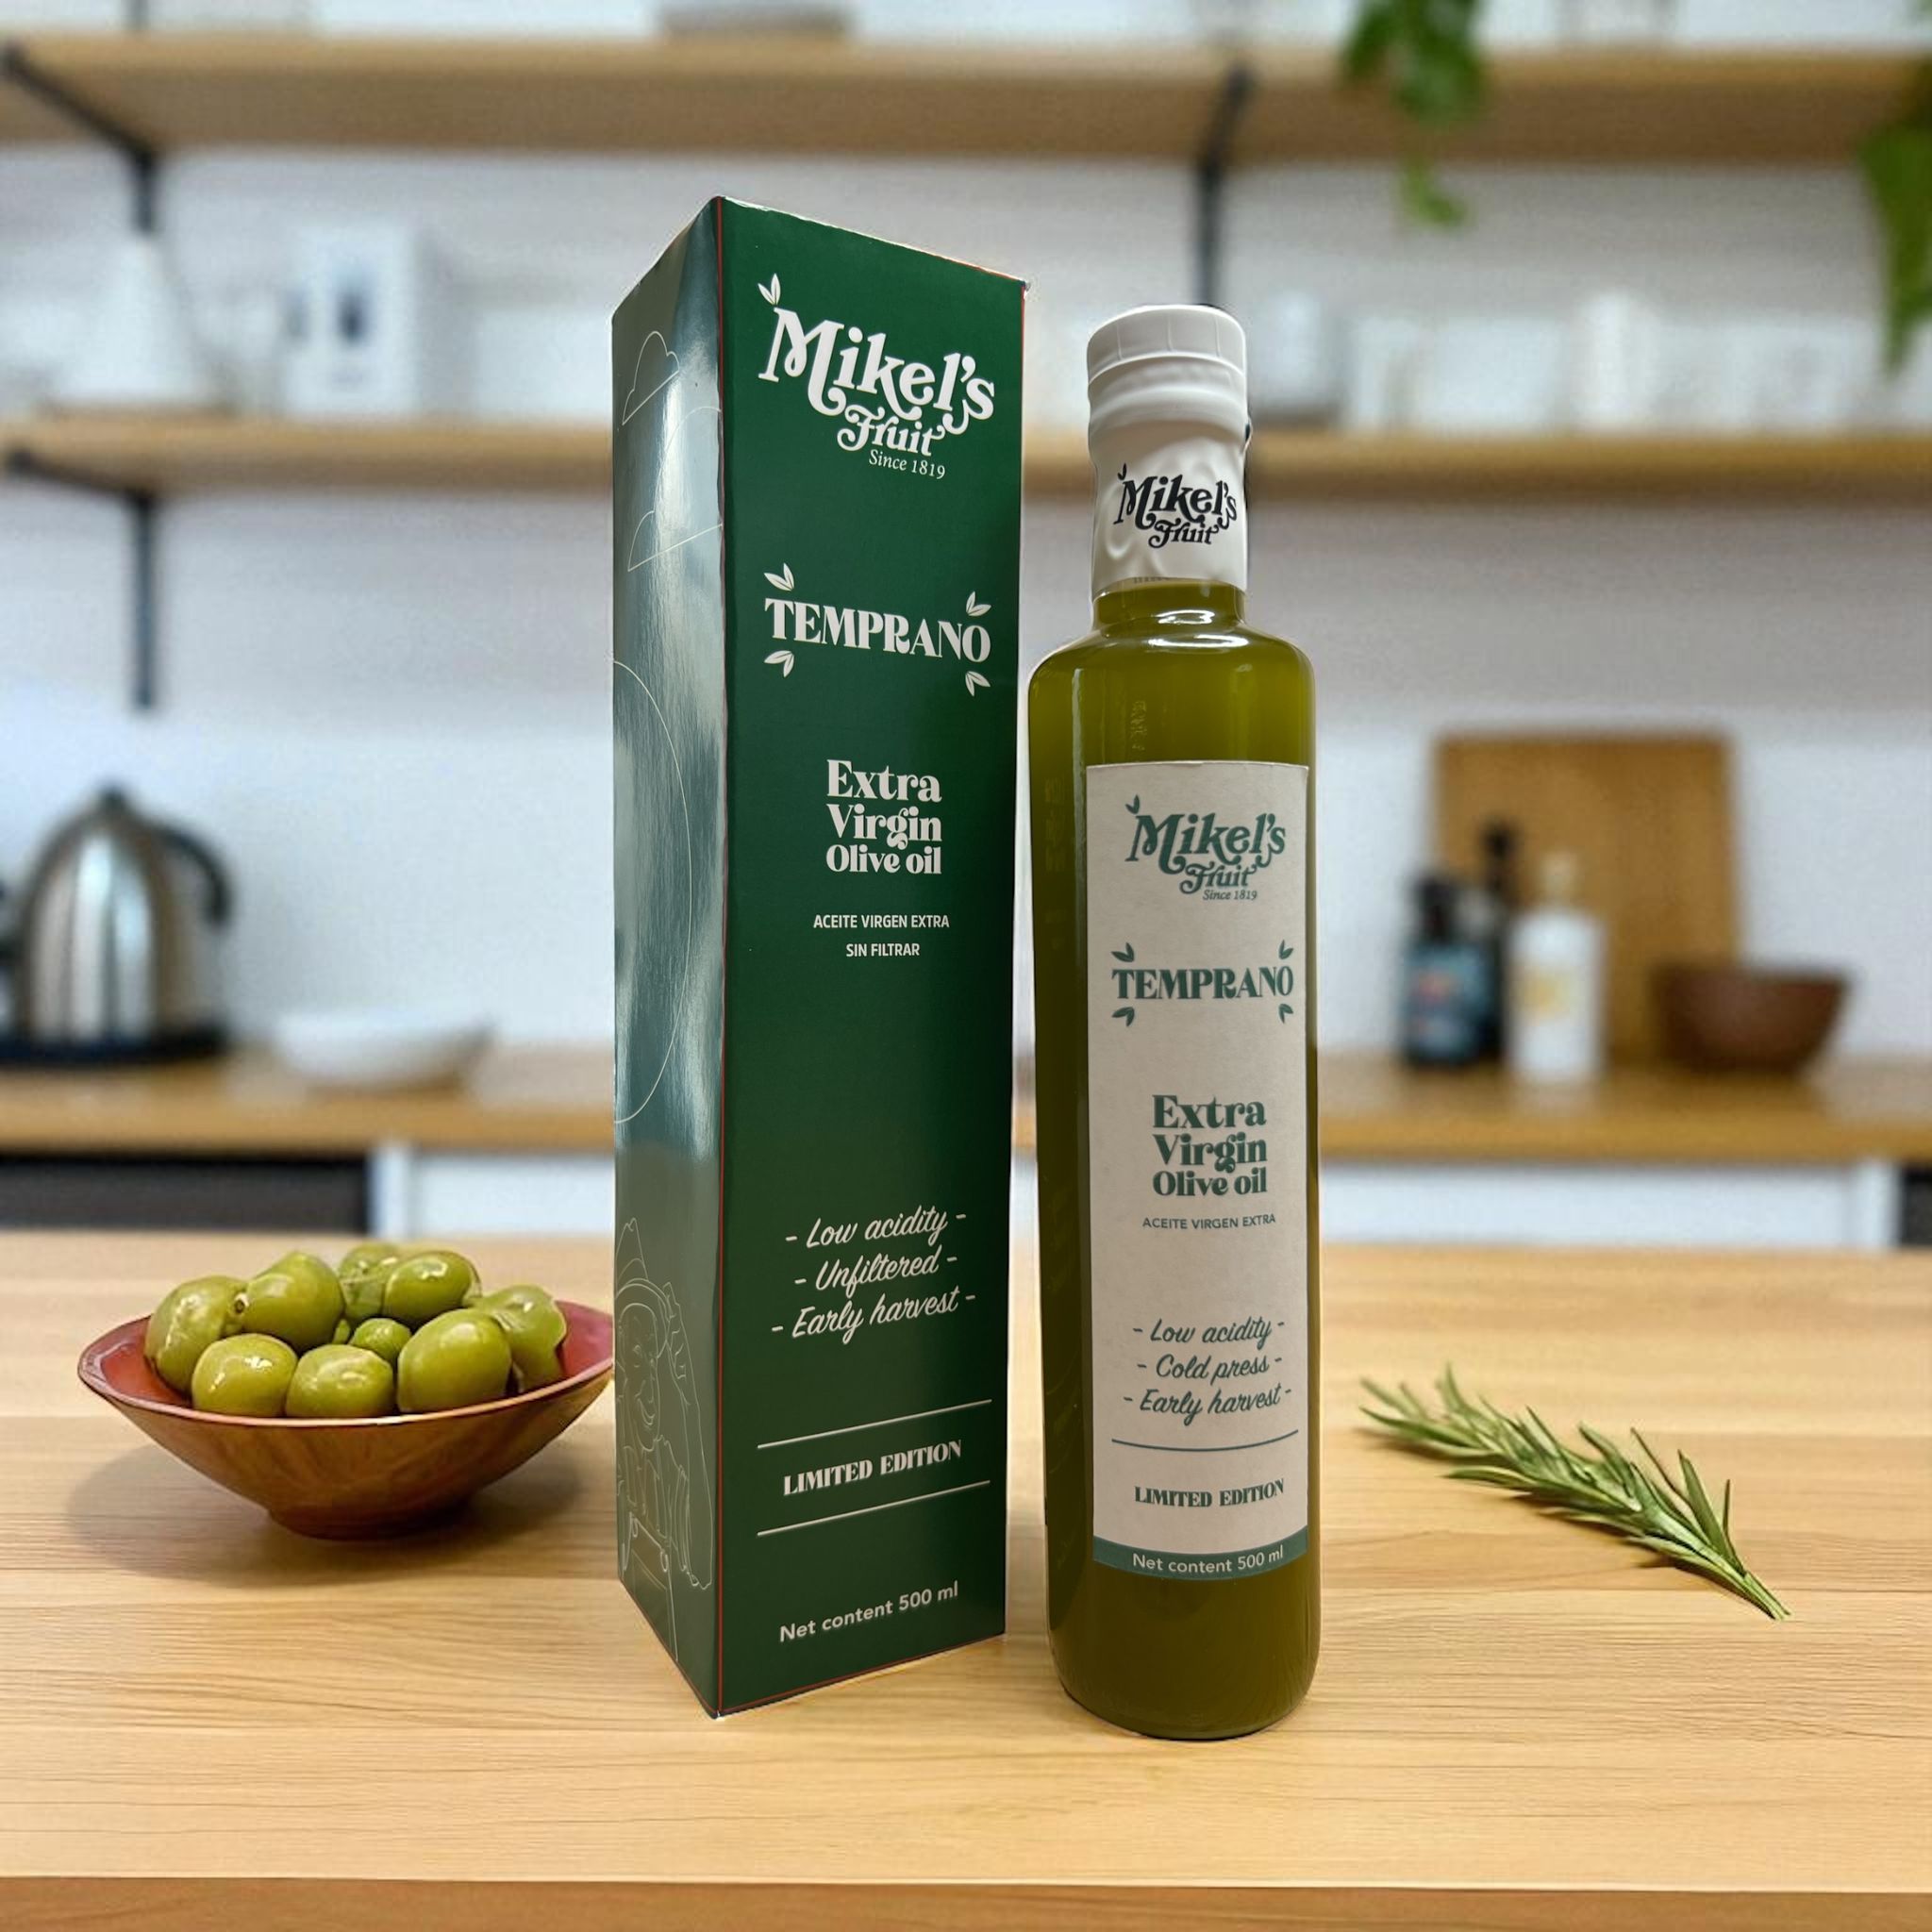 Mikel's
Fruit
Since 1819
TEMPRANO
Extra
Virgin
Olive oil
ACEITE VIRGEN EXTRA
SIN FILTRAR
- Low acidity -
- Unfiltered -
- Early harvest -
LIMITED EDITION
Net content 500 ml
Mikel's
Fruit
Mikel's
Fruit
Since 1819
TEMPRANO
Extra
Virgin
Olive oil
ACEITE VIRGEN EXTRA
- Low acidity -
- Cold press -
- Early harvest -
LIMITED EDITION
Net content 500 ml